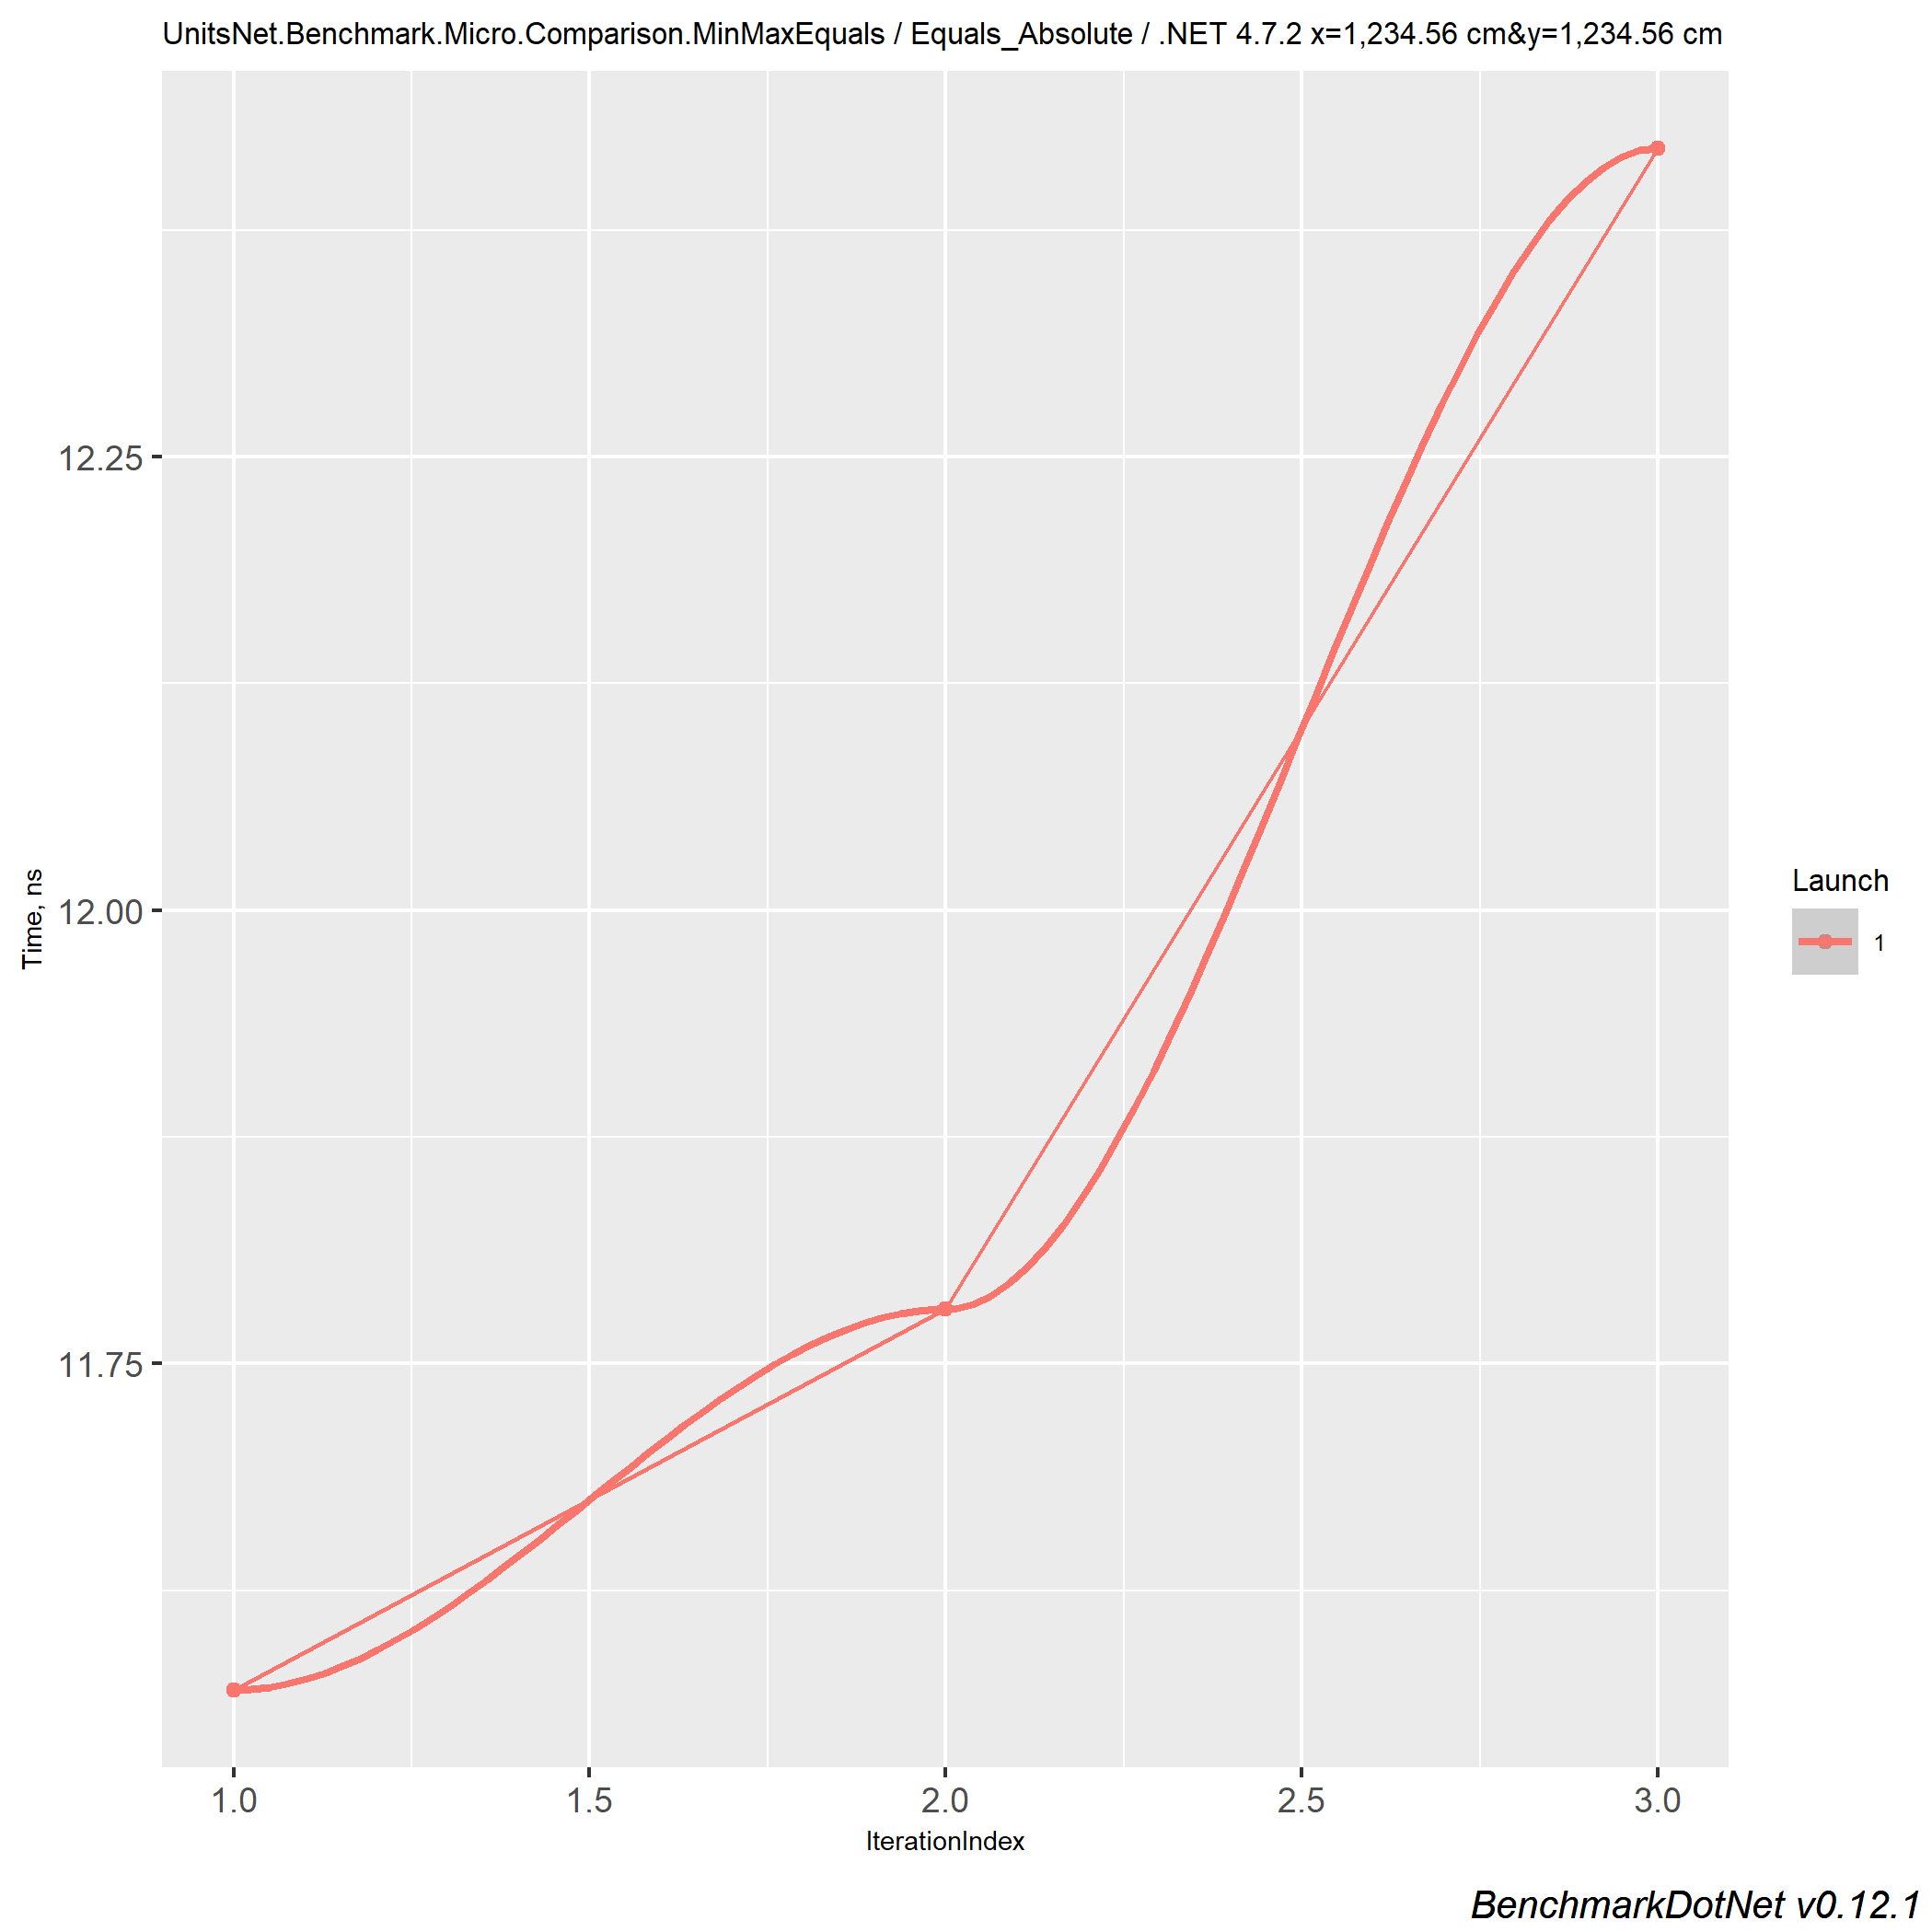 UnitsNet.Benchmark.Micro.Comparison.MinMaxEquals / Equals_Absolute / .NET 4.7.2 x=1,234.56 cm&y=1,234.56 cm
12.25
12.00
11.75
Time, ns
1.0 1.5 2.0 2.5 3.0
IterationIndex
Launch
1
BenchmarkDotNet v0.12.1